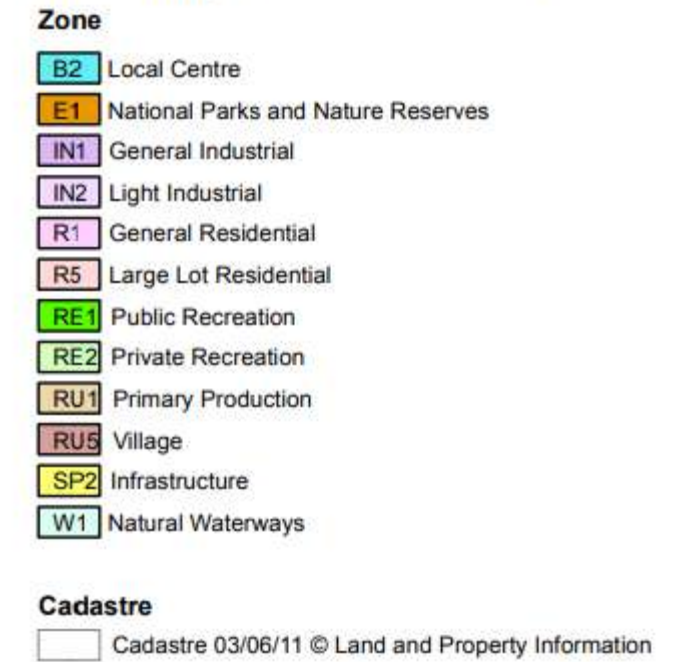 Zone
B2 Local Centre
E1 National Parks and Nature Reserves
IN1 General Industrial
IN2 Light Industrial
R1 General Residential
R5 Large Lot Residential
RE1 Public Recreation
RE2 Private Recreation
RU1 Primary Production
RU5 Village
SP2 Infrastructure
W1 Natural Waterways
Cadastre
Cadastre 03/06/11 © Land and Property Information